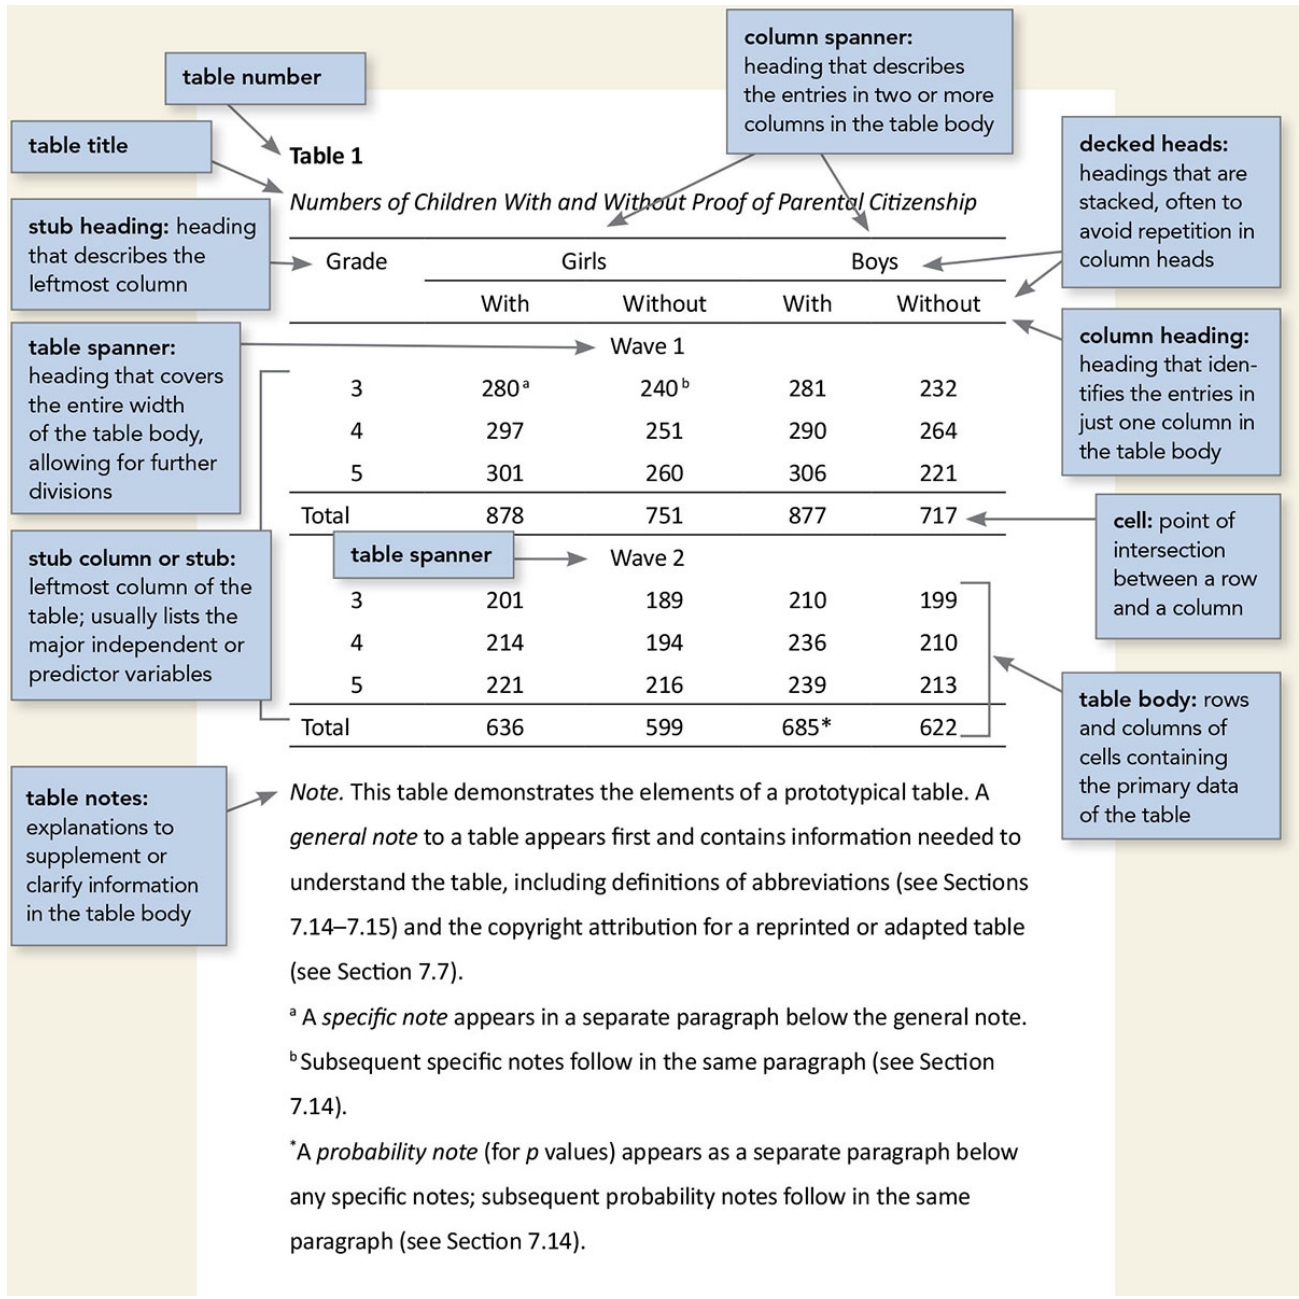 column spanner:
heading that describes
the entries in two or more
columns in the table body
table number
table title
Table 1
decked heads:
headings that are
stacked, often to
avoid repetition in
column heads
Numbers of Children With and Without Proof of Parental Citizenship
stub heading: heading
that describes the
leftmost column
Grade Girls Boys
With Without With Without
column heading:
heading that iden-
tifies the entries in
just one column in
the table body
table spanner:
heading that covers
the entire width
of the table body,
allowing for further
divisions
Wave 1
3 280a 240b 281 232
4 297 251 290 264
5 301 260 306 221
Total 878 751 877 717
cell: point of
intersection
between a row
and a column
stub column or stub:
leftmost column of the
table; usually lists the
major independent or
predictor variables
table spanner
Wave 2
3 201 189 210 199
4 214 194 236 210
5 221 216 239 213
Total 636 599 685* 622
table body: rows
and columns of
cells containing
the primary data
of the table
table notes:
explanations to
supplement or
clarify information
in the table body
Note. This table demonstrates the elements of a prototypical table. A
general note to a table appears first and contains information needed to
understand the table, including definitions of abbreviations (see Sections
7.14–7.15) and the copyright attribution for a reprinted or adapted table
(see Section 7.7).
a A specific note appears in a separate paragraph below the general note.
b Subsequent specific notes follow in the same paragraph (see Section
7.14).
*A probability note (for p values) appears as a separate paragraph below
any specific notes; subsequent probability notes follow in the same
paragraph (see Section 7.14).